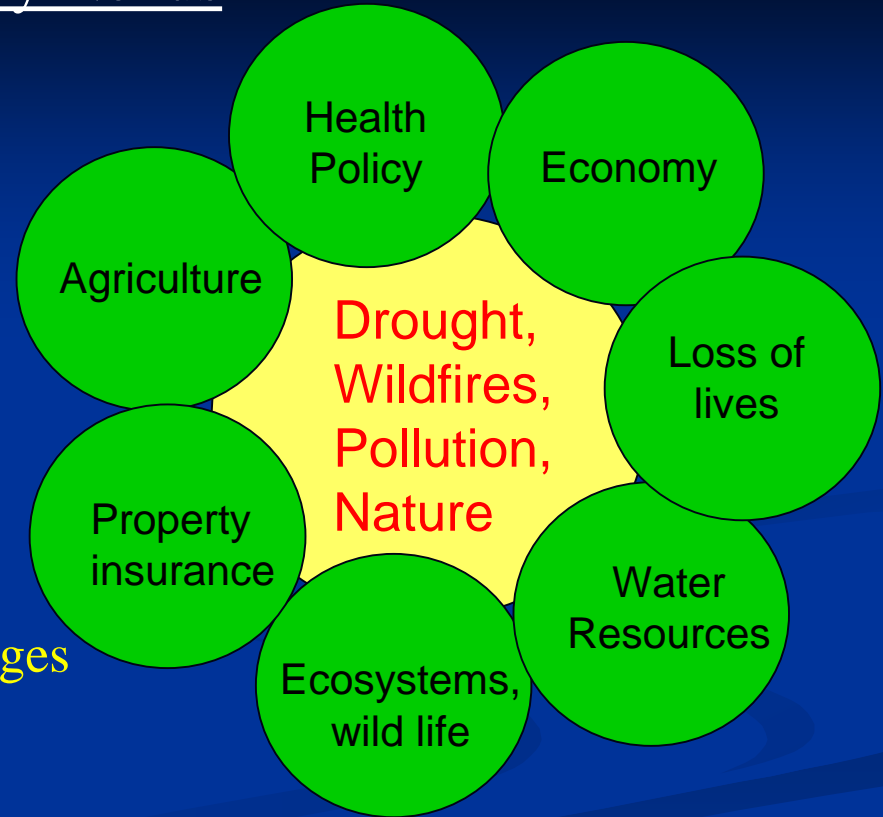 Health
Policy
Economy
Agriculture
Drought,
Wildfires,
Pollution,
Nature
Loss of
lives
Property
insurance
Water
Resources
ges
Ecosystems,
wild life